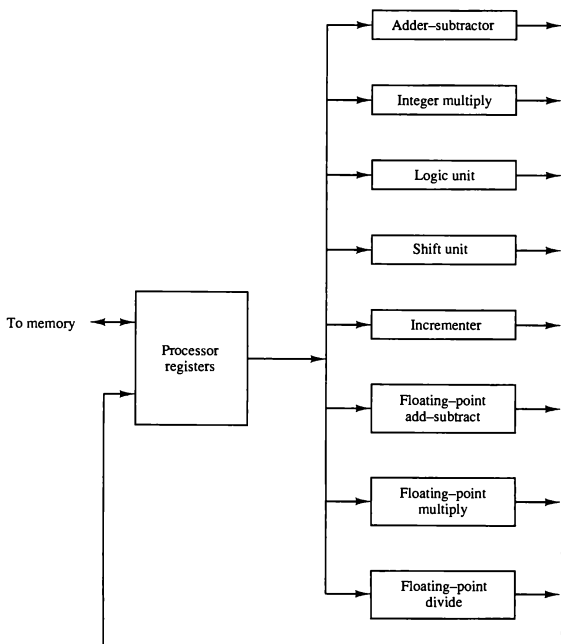 Adder–subtractor
Integer multiply
Logic unit
Shift unit
To memory
Incrementer
Processor
registers
Floating–point
add–subtract
Floating–point
multiply
Floating–point
divide